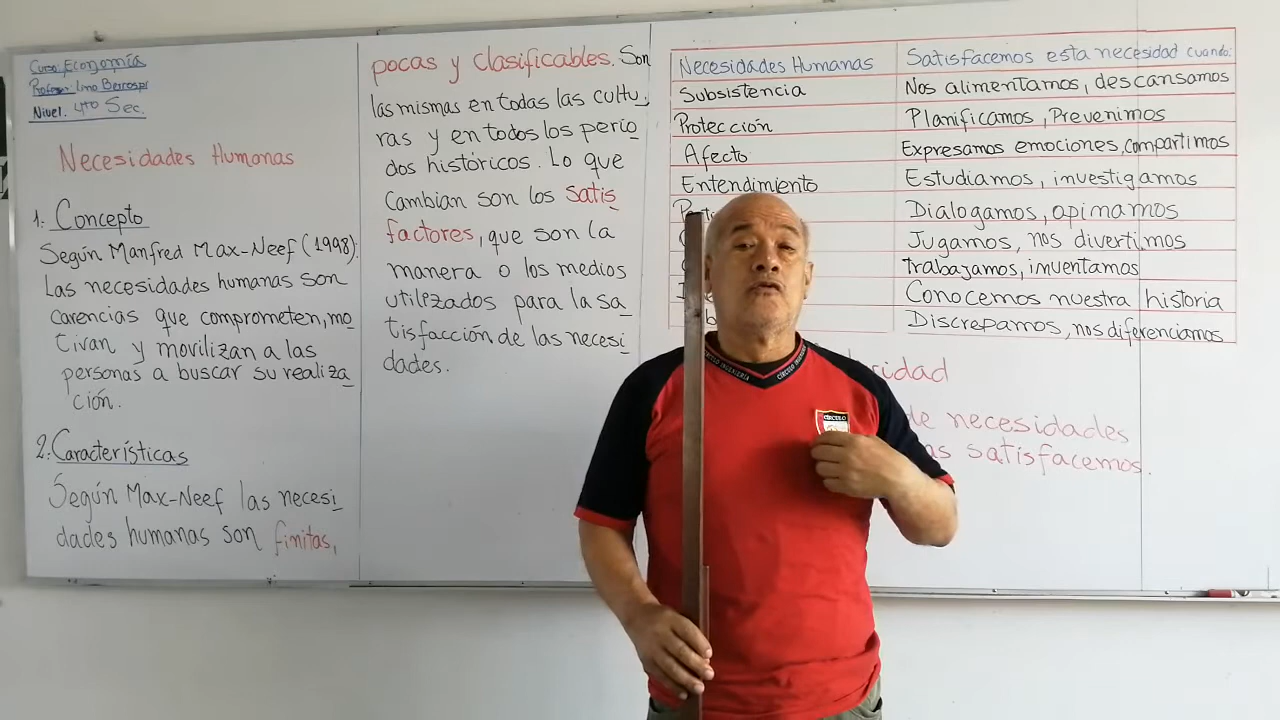 Curso: Economía
Profesor: Lino Berrospi
Nivel: 4to Sec.
Necesidades Humanas
1. Concepto
Según Manfred Max-Neef (1998).
Las necesidades humanas son
carencias que comprometen, mo
tivan y movilizan a las
personas a buscar su realiza
ción.
2. Características
Según Max-Neef las necesi
dades humanas son finitas,
pocas y clasificables. Son
las mismas en todas las cultu
ras y en todos los perío
dos históricos. Lo que
Cambian son los satis
factores, que son la
manera o los medios
utilizados para la sa
tisfacción de las necesi
dades.
Necesidades Humanas Satisfacemos esta necesidad cuando:
Subsistencia Nos alimentamos, descansamos
Protección Planificamos, Prevenimos
Afecto Expresamos emociones, compartimos
Entendimiento Estudiamos, investigamos
Dialogamos, opinamos
Jugamos, nos divertimos
trabajamos, inventamos
Conocemos nuestra historia
Discrepamos, nos diferenciamos
ridad
de necesidades
as satisfacemos.
CÍRCULO